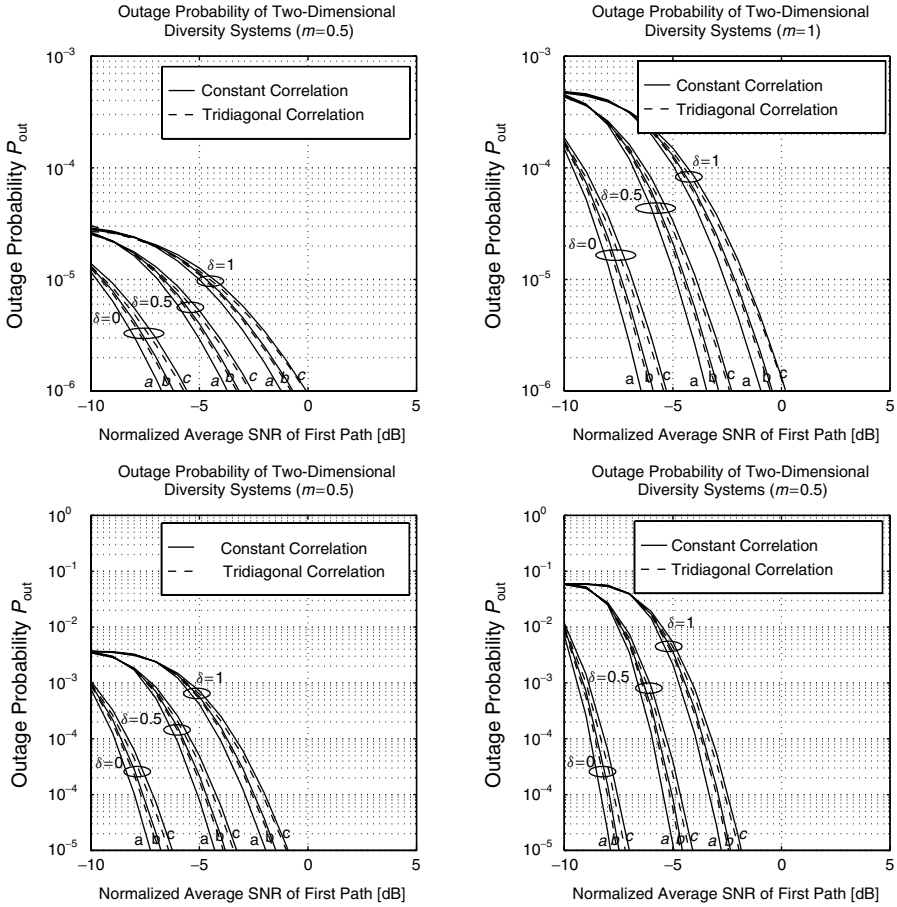 Outage Probability of Two-Dimensional
Diversity Systems (m=0.5)
Outage Probability P_out
10^-3
10^-4
10^-5
10^-6
Constant Correlation
Tridiagonal Correlation
δ=1
δ=0.5
δ=0
a b c a b c a b c
-10 -5 0 5
Normalized Average SNR of First Path [dB]
Outage Probability of Two-Dimensional
Diversity Systems (m=1)
Outage Probability P_out
10^-3
10^-4
10^-5
10^-6
Constant Correlation
Tridiagonal Correlation
δ=1
δ=0.5
δ=0
a b c a b c a b c
-10 -5 0 5
Normalized Average SNR of First Path [dB]
Outage Probability of Two-Dimensional
Diversity Systems (m=0.5)
Outage Probability P_out
10^0
10^-1
10^-2
10^-3
10^-4
10^-5
Constant Correlation
Tridiagonal Correlation
δ=1
δ=0.5
δ=0
a b c a b c a b c
-10 -5 0 5
Normalized Average SNR of First Path [dB]
Outage Probability of Two-Dimensional
Diversity Systems (m=0.5)
Outage Probability P_out
10^0
10^-1
10^-2
10^-3
10^-4
10^-5
Constant Correlation
Tridiagonal Correlation
δ=1
δ=0.5
δ=0
a b c a b c a b c
-10 -5 0 5
Normalized Average SNR of First Path [dB]